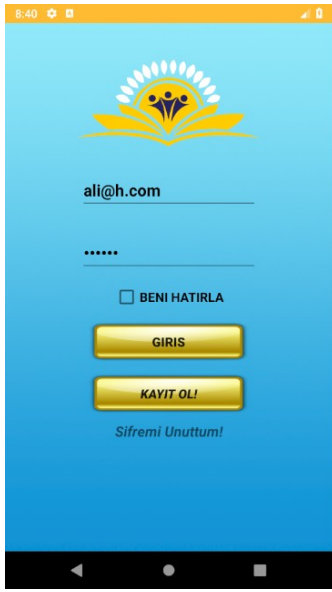 8:40
ali@h.com
••••••
BENI HATIRLA
GIRIS
KAYIT OL!
Sifremi Unuttum!